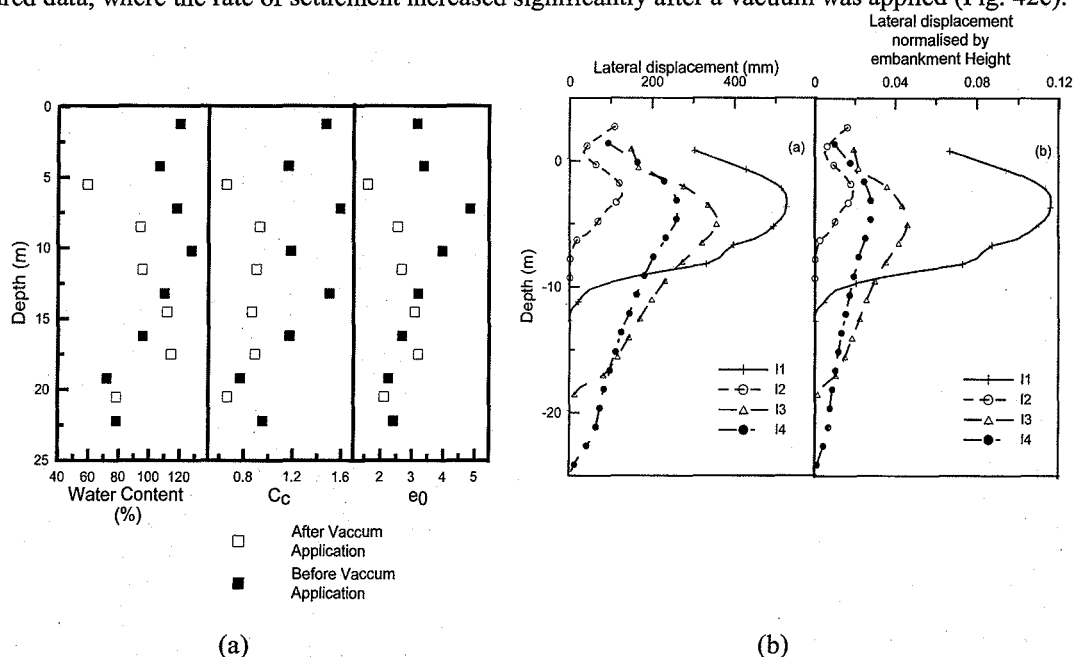 red data, where the rate of settlement increased significantly after a vacuum was applied (Fig. 42c).
0
5
10
15
20
25
Depth (m)
40 60 80 100 120
Water Content
(%)
0.8 1.2 1.6
Cc
2 3 4 5
e0
After Vaccum
Application
Before Vaccum
Application
(a)
Lateral displacement (mm)
0 200 400
(a)
0
-10
-20
Depth (m)
I1
I2
I3
I4
Lateral displacement
normalised by
embankment Height
0 0.04 0.08 0.12
(b)
I1
I2
I3
I4
(b)